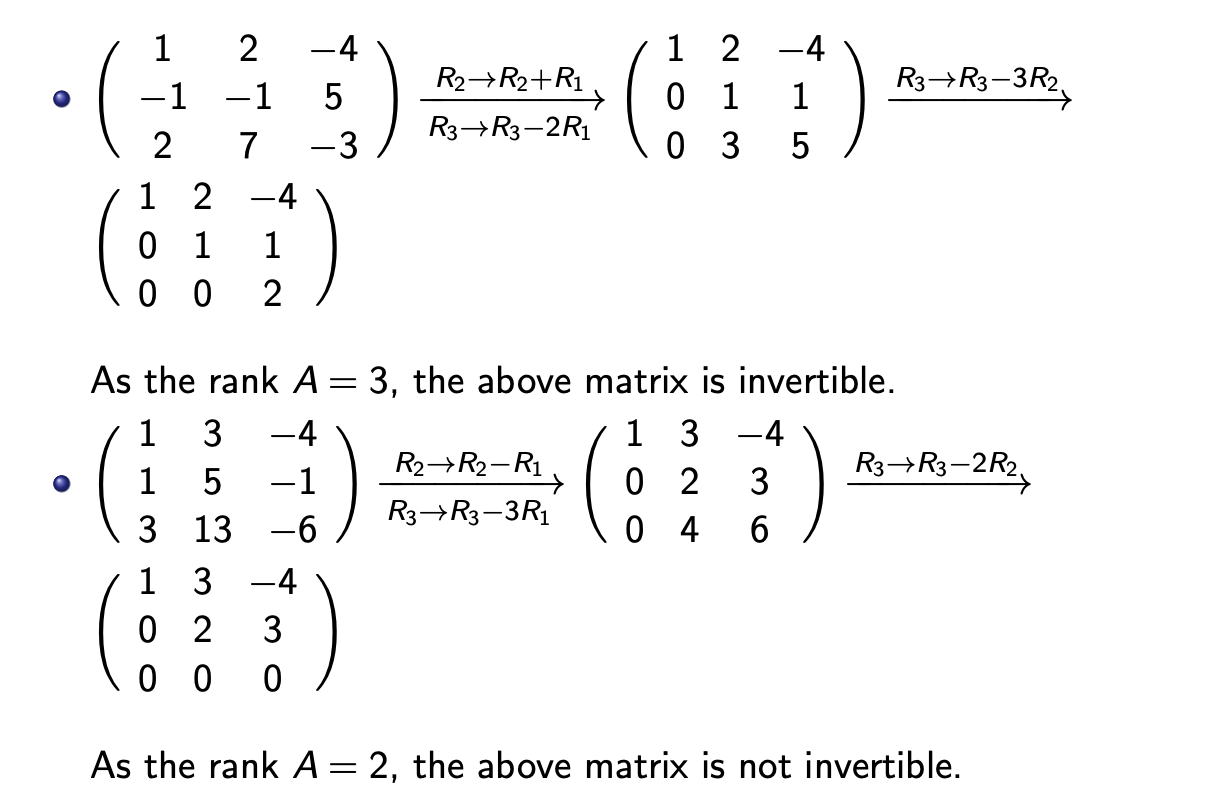 • $\begin{pmatrix} 1 & 2 & -4 \\ -1 & -1 & 5 \\ 2 & 7 & -3 \end{pmatrix} \xrightarrow[R_3 \to R_3 - 2R_1]{R_2 \to R_2 + R_1} \begin{pmatrix} 1 & 2 & -4 \\ 0 & 1 & 1 \\ 0 & 3 & 5 \end{pmatrix} \xrightarrow{R_3 \to R_3 - 3R_2}$
$\begin{pmatrix} 1 & 2 & -4 \\ 0 & 1 & 1 \\ 0 & 0 & 2 \end{pmatrix}$
As the rank $A = 3$, the above matrix is invertible.
• $\begin{pmatrix} 1 & 3 & -4 \\ 1 & 5 & -1 \\ 3 & 13 & -6 \end{pmatrix} \xrightarrow[R_3 \to R_3 - 3R_1]{R_2 \to R_2 - R_1} \begin{pmatrix} 1 & 3 & -4 \\ 0 & 2 & 3 \\ 0 & 4 & 6 \end{pmatrix} \xrightarrow{R_3 \to R_3 - 2R_2}$
$\begin{pmatrix} 1 & 3 & -4 \\ 0 & 2 & 3 \\ 0 & 0 & 0 \end{pmatrix}$
As the rank $A = 2$, the above matrix is not invertible.